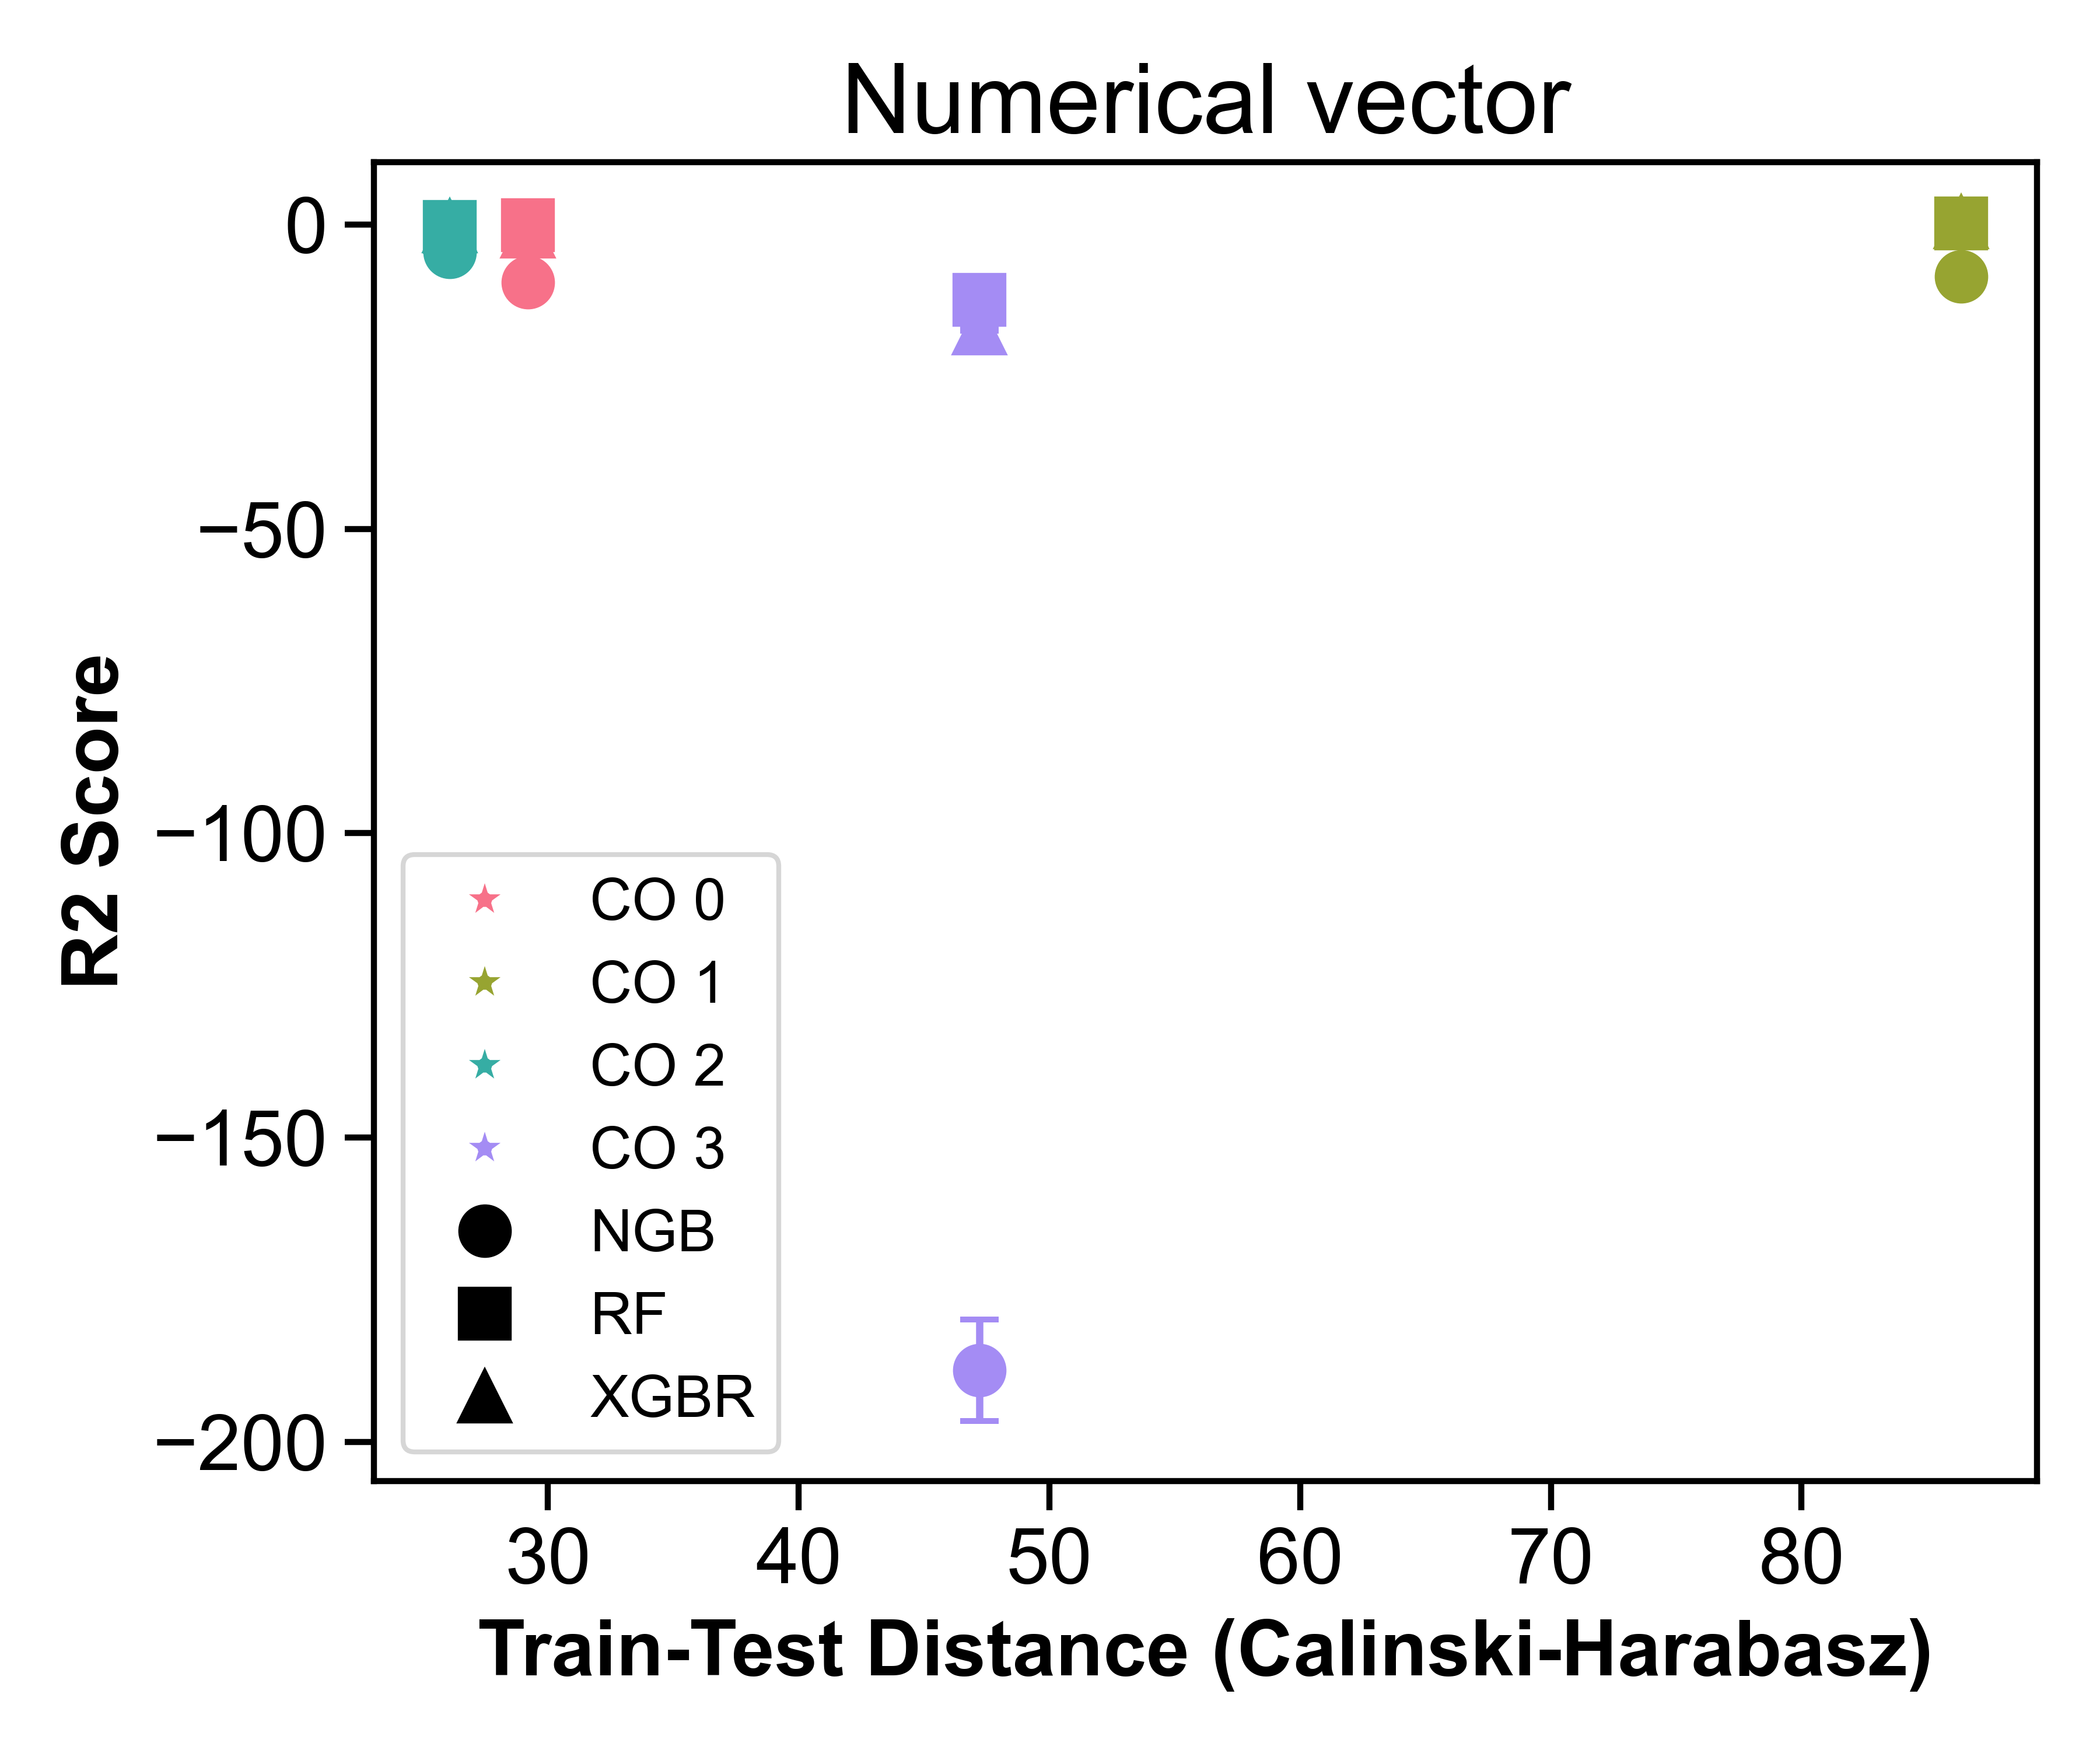 Numerical vector
0
−50
−100
−150
−200
R2 Score
CO 0
CO 1
CO 2
CO 3
NGB
RF
XGBR
30 40 50 60 70 80
Train-Test Distance (Calinski-Harabasz)